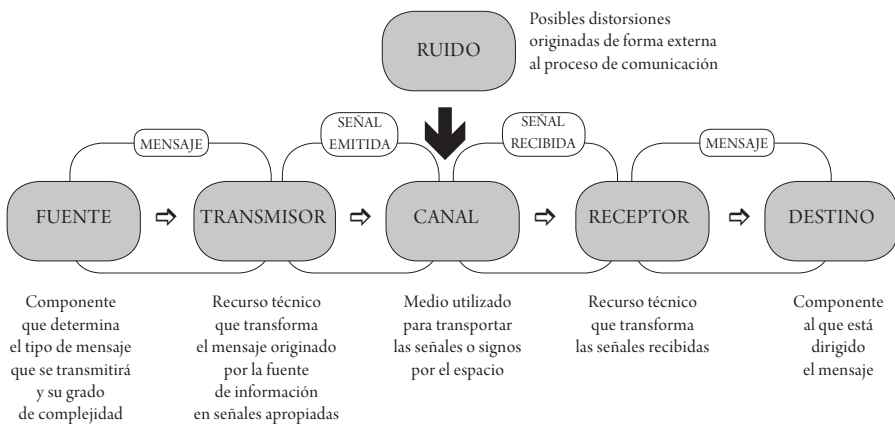 RUIDO
Posibles distorsiones
originadas de forma externa
al proceso de comunicación
MENSAJE
SEÑAL
EMITIDA
SEÑAL
RECIBIDA
MENSAJE
FUENTE
TRANSMISOR
CANAL
RECEPTOR
DESTINO
Componente
que determina
el tipo de mensaje
que se transmitirá
y su grado
de complejidad
Recurso técnico
que transforma
el mensaje originado
por la fuente
de información
en señales apropiadas
Medio utilizado
para transportar
las señales o signos
por el espacio
Recurso técnico
que transforma
las señales recibidas
Componente
al que está
dirigido
el mensaje